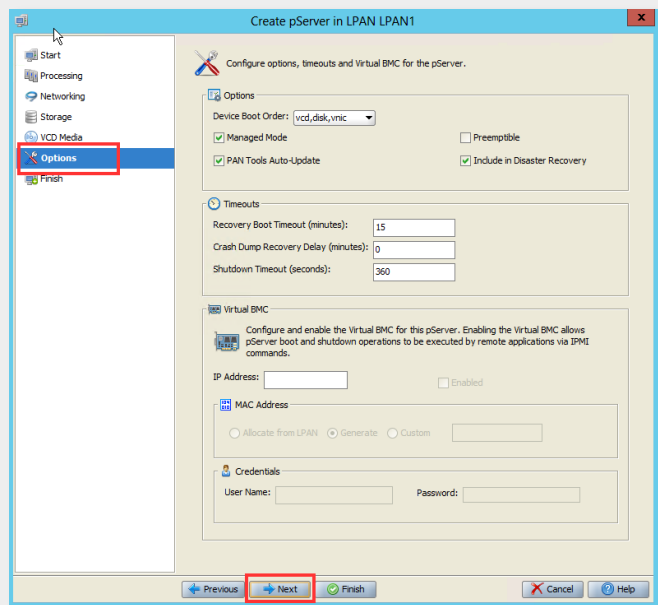 Create pServer in LPAN LPAN1
x
Start
Processing
Networking
Storage
VCD Media
Options
Finish
Configure options, timeouts and Virtual BMC for the pServer.
Options
Device Boot Order: vcd,disk,vnic
Managed Mode
Preemptible
PAN Tools Auto-Update
Include in Disaster Recovery
Timeouts
Recovery Boot Timeout (minutes): 15
Crash Dump Recovery Delay (minutes): 0
Shutdown Timeout (seconds): 360
Virtual BMC
Configure and enable the Virtual BMC for this pServer. Enabling the Virtual BMC allows
pServer boot and shutdown operations to be executed by remote applications via IPMI
commands.
IP Address:
Enabled
MAC Address
Allocate from LPAN Generate Custom
Credentials
User Name: Password:
Previous Next Finish Cancel Help